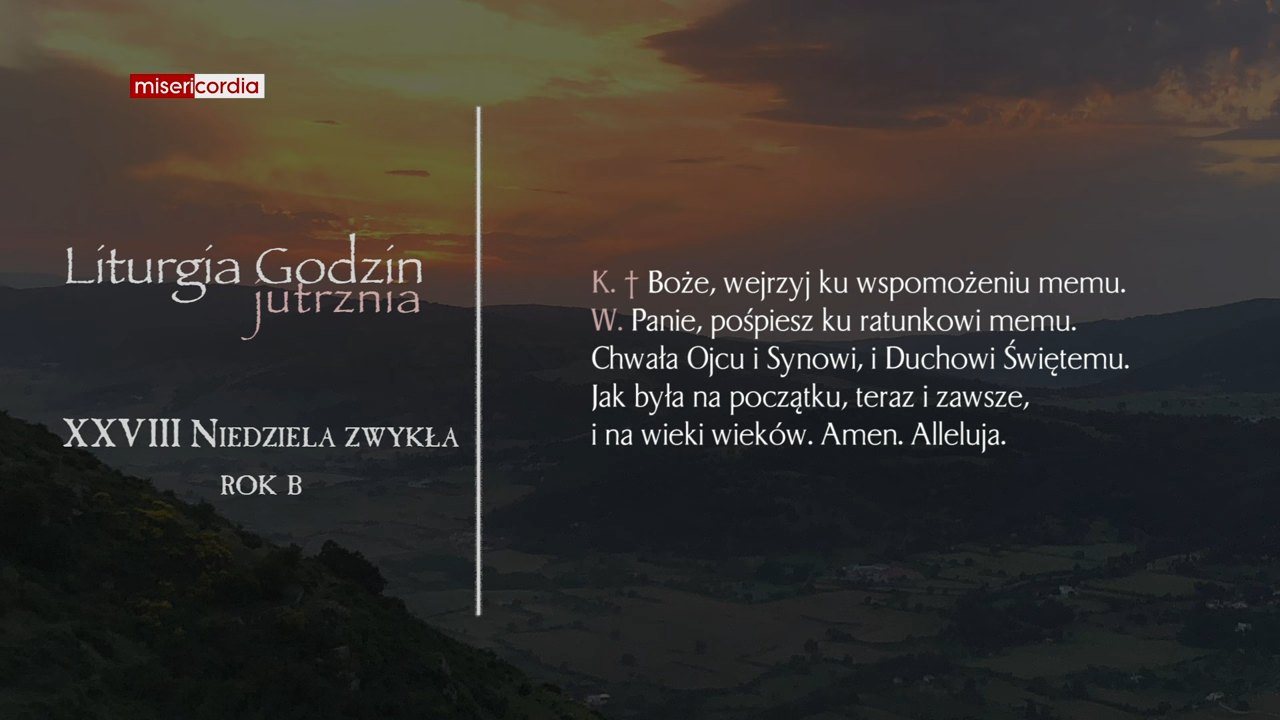 misericordia
Liturgia Godzin
jutrznia
XXVIII Niedziela zwykła
rok B
K. † Boże, wejrzyj ku wspomożeniu memu.
W. Panie, pośpiesz ku ratunkowi memu.
Chwała Ojcu i Synowi, i Duchowi Świętemu.
Jak była na początku, teraz i zawsze,
i na wieki wieków. Amen. Alleluja.